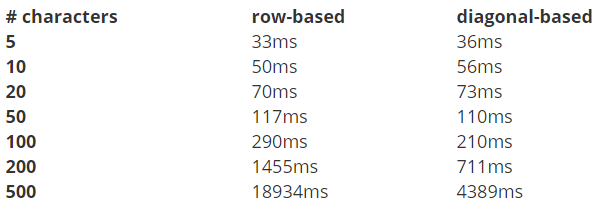 # characters row-based diagonal-based
5 33ms 36ms
10 50ms 56ms
20 70ms 73ms
50 117ms 110ms
100 290ms 210ms
200 1455ms 711ms
500 18934ms 4389ms